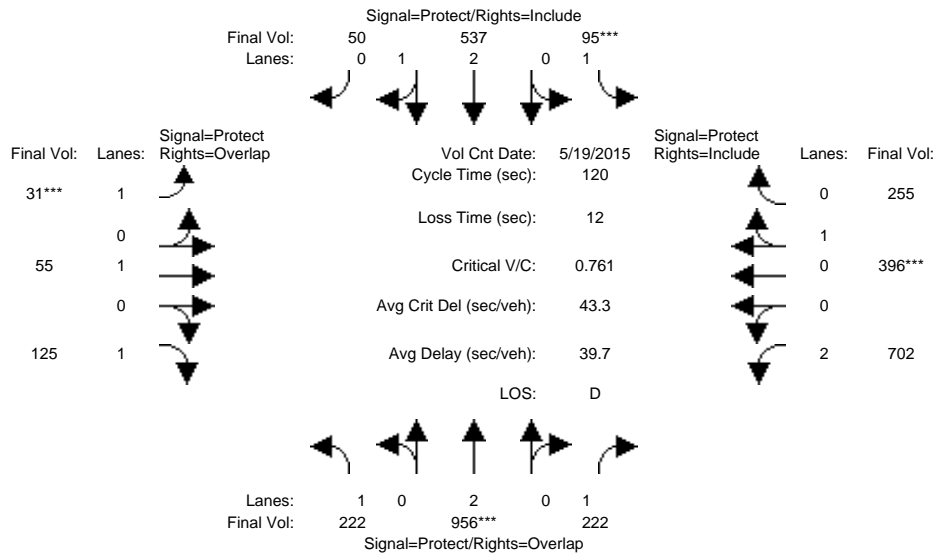 Signal=Protect/Rights=Include
Final Vol: 50 537 95***
Lanes: 0 1 2 0 1
Signal=Protect
Final Vol: Lanes: Rights=Overlap
Vol Cnt Date: 5/19/2015
Signal=Protect
Rights=Include Lanes: Final Vol:
Cycle Time (sec): 120
31*** 1
0 255
Loss Time (sec): 12
0
1
55 1
Critical V/C: 0.761
0 396***
0
Avg Crit Del (sec/veh): 43.3
0
125 1
Avg Delay (sec/veh): 39.7
2 702
LOS: D
Lanes: 1 0 2 0 1
Final Vol: 222 956*** 222
Signal=Protect/Rights=Overlap